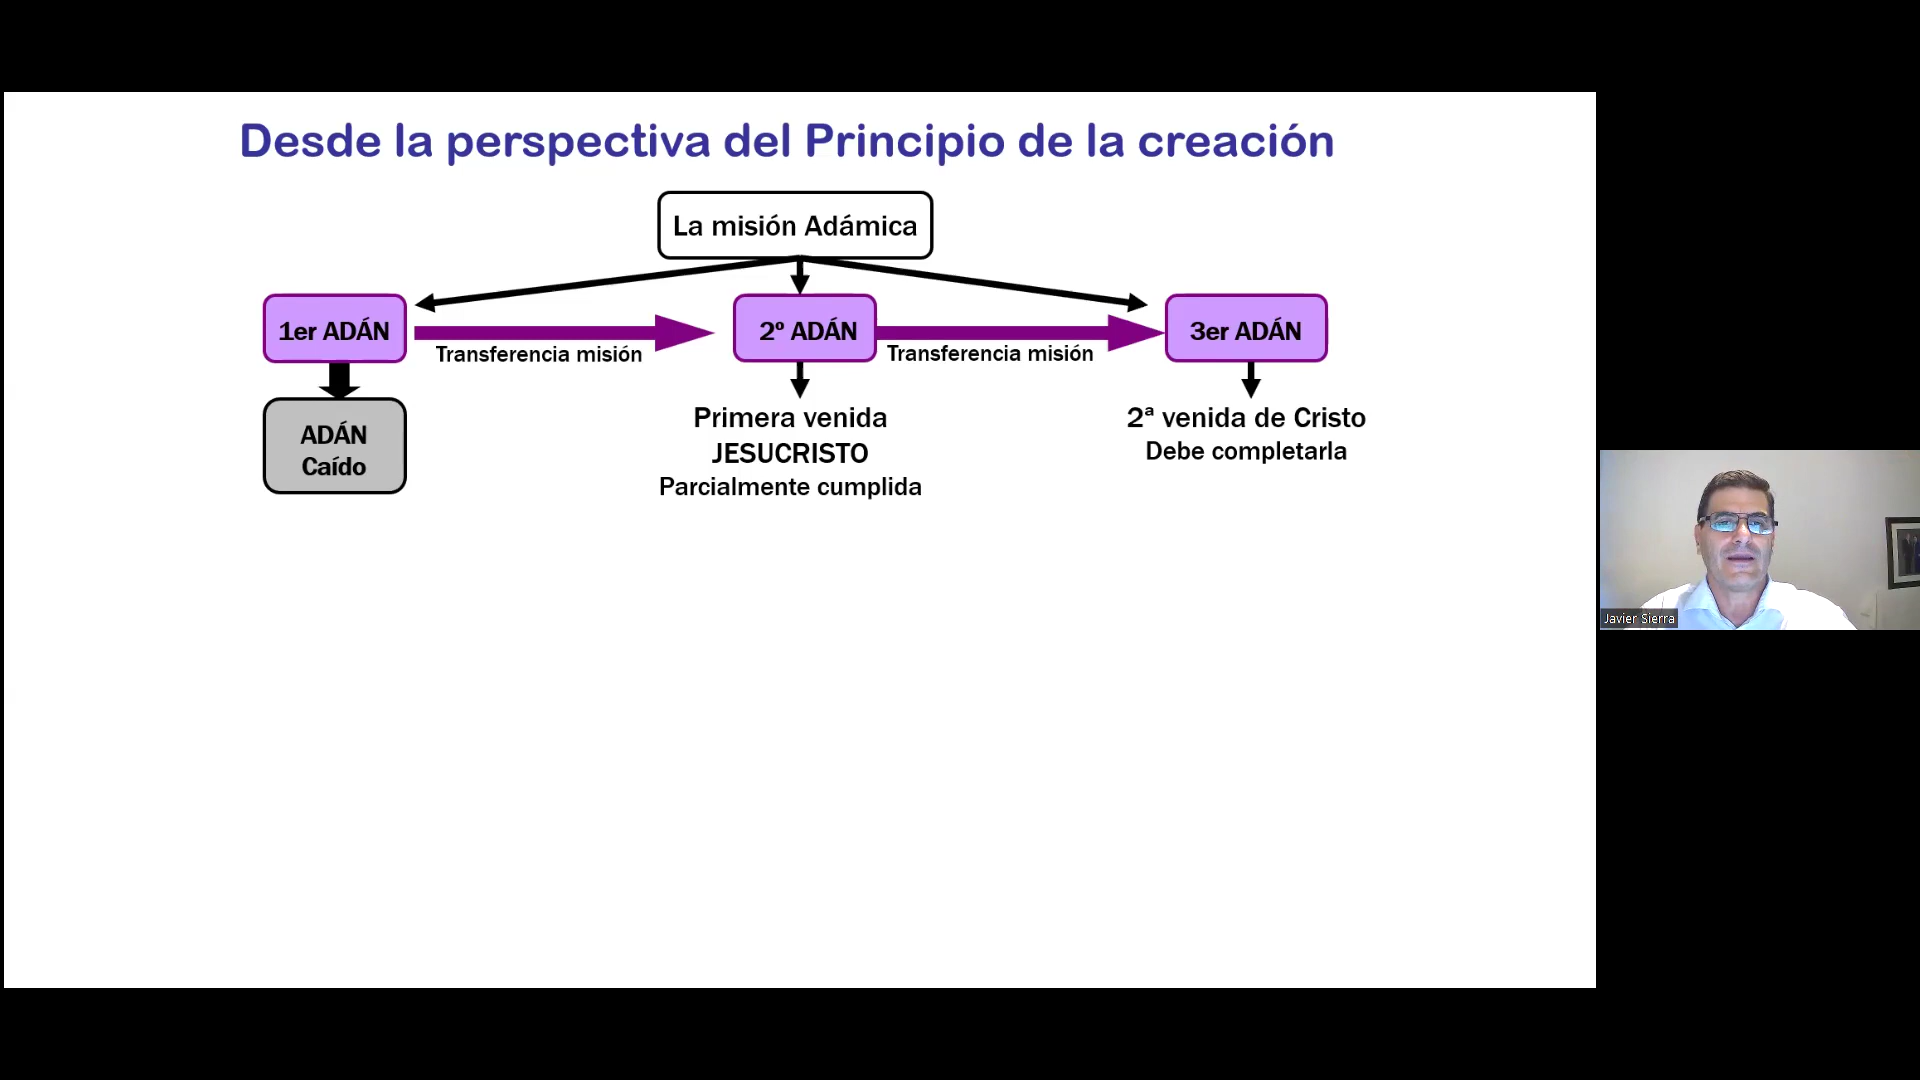 Desde la perspectiva del Principio de la creación
La misión Adámica
1er ADÁN
Transferencia misión
2º ADÁN
Transferencia misión
3er ADÁN
ADÁN
Caído
Primera venida
JESUCRISTO
Parcialmente cumplida
2ª venida de Cristo
Debe completarla
Javier Sierra